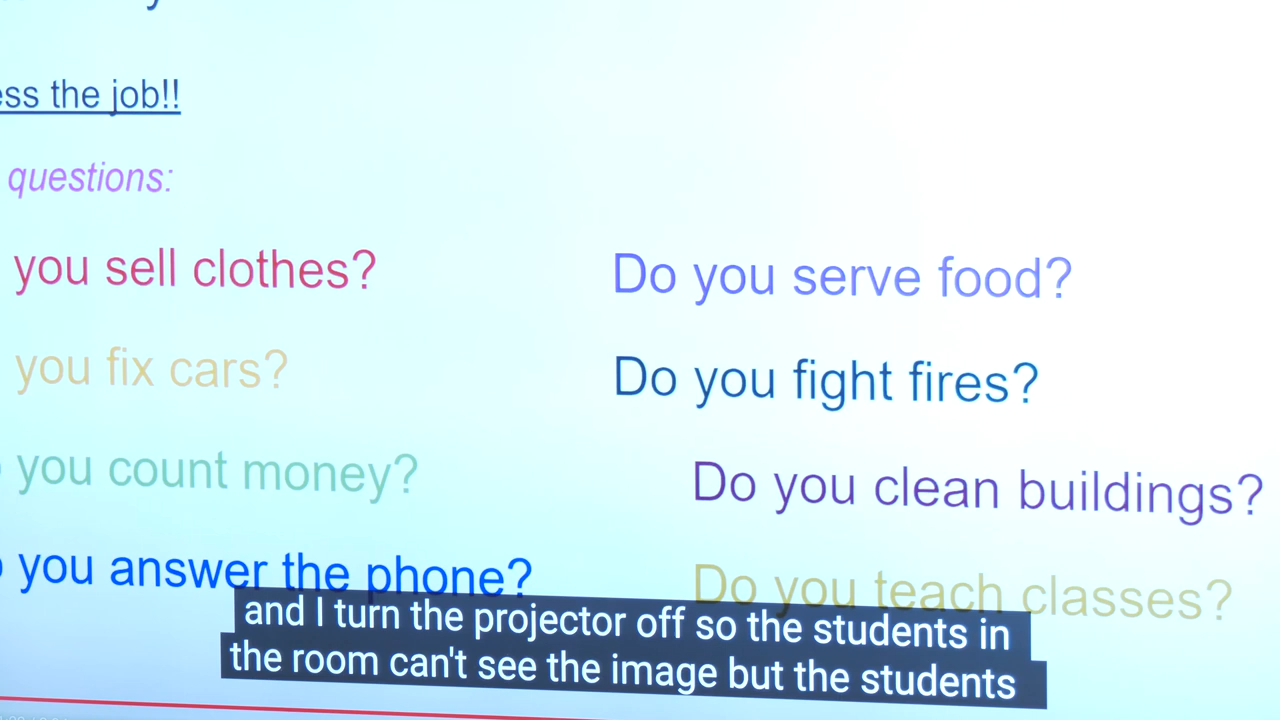 ess the job!!
questions:
you sell clothes?
Do you serve food?
you fix cars?
Do you fight fires?
you count money?
Do you clean buildings?
you answer the phone?
Do you teach classes?
and I turn the projector off so the students in
the room can't see the image but the students